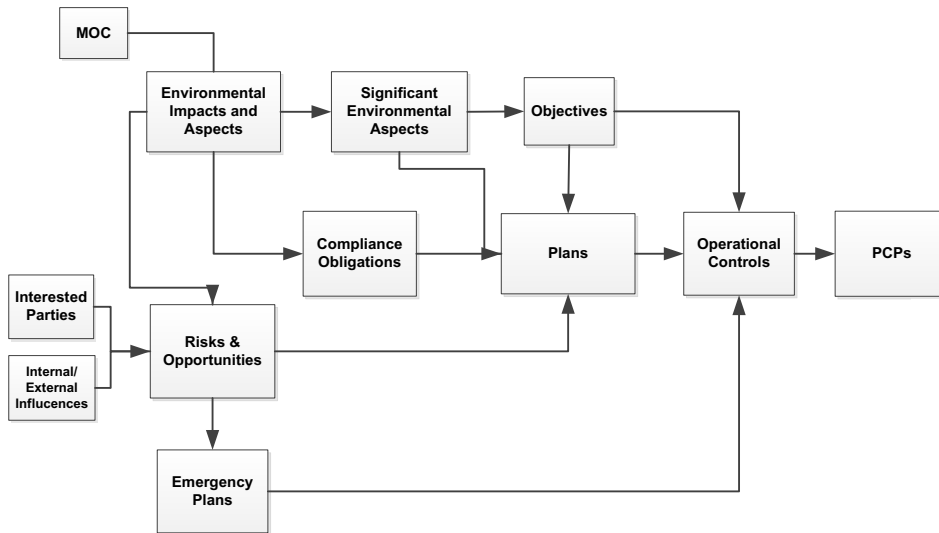 MOC
Environmental
Impacts and
Aspects
Significant
Environmental
Aspects
Objectives
Compliance
Obligations
Plans
Operational
Controls
PCPs
Interested
Parties
Internal/
External
Influcences
Risks &
Opportunities
Emergency
Plans